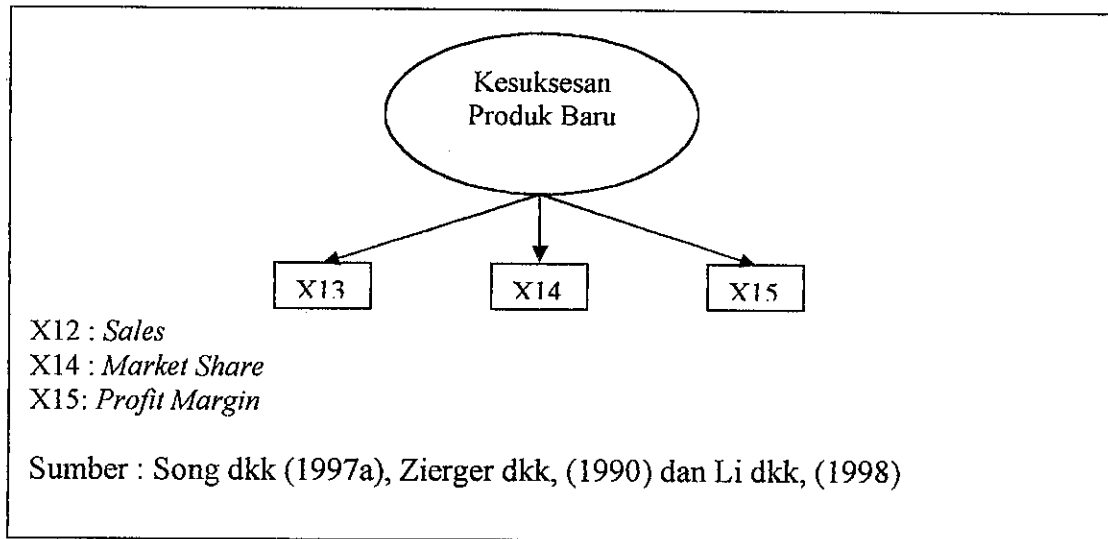 Kesuksesan
Produk Baru
X13 X14 X15
X12 : Sales
X14 : Market Share
X15: Profit Margin
Sumber : Song dkk (1997a), Zierger dkk, (1990) dan Li dkk, (1998)